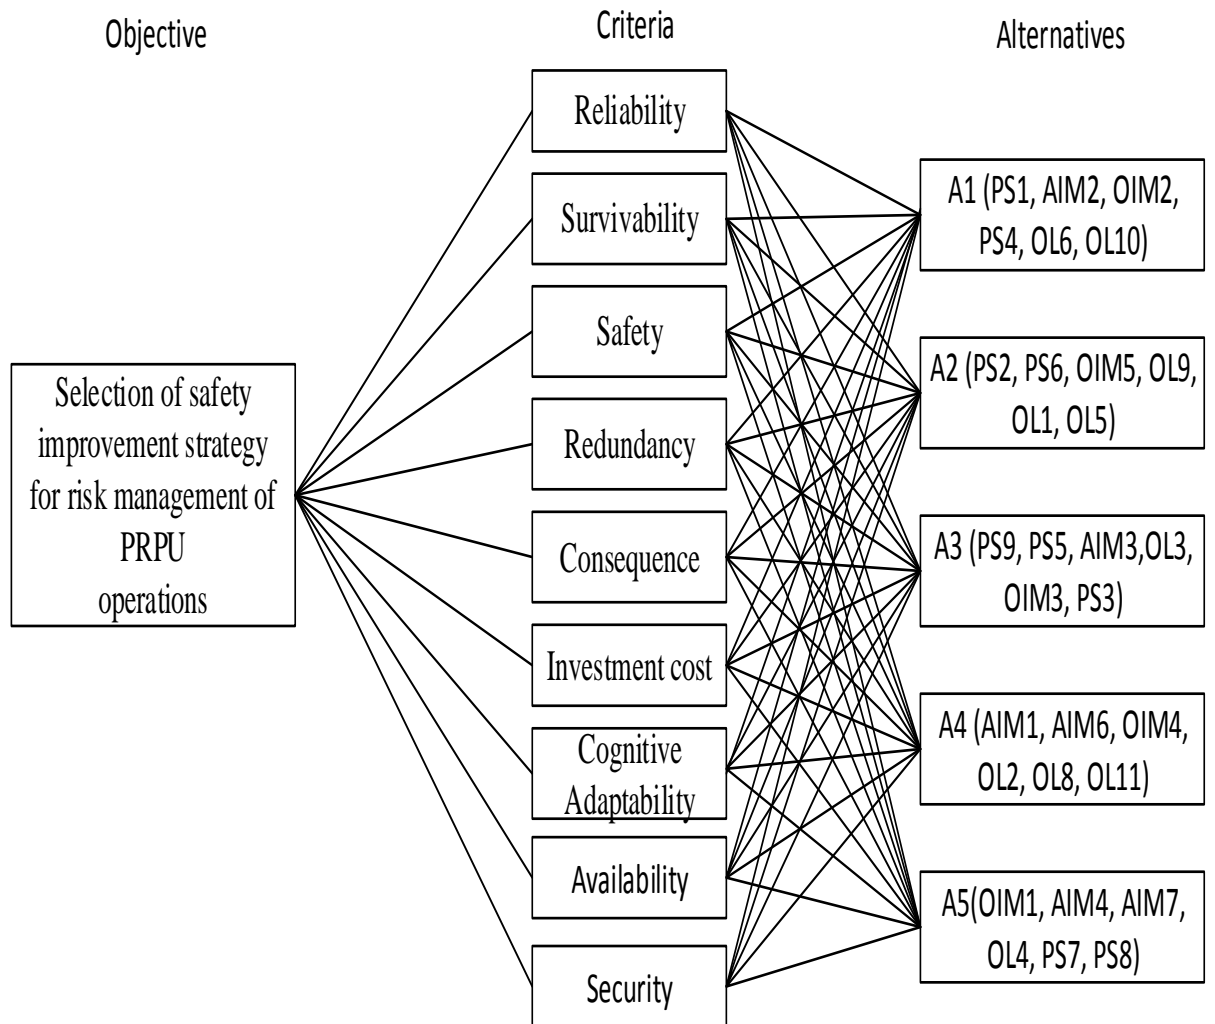 Objective
Criteria
Alternatives
Selection of safety
improvement strategy
for risk management of
PRPU
operations
Reliability
Survivability
Safety
Redundancy
Consequence
Investment cost
Cognitive
Adaptability
Availability
Security
A1 (PS1, AIM2, OIM2,
PS4, OL6, OL10)
A2 (PS2, PS6, OIM5, OL9,
OL1, OL5)
A3 (PS9, PS5, AIM3,OL3,
OIM3, PS3)
A4 (AIM1, AIM6, OIM4,
OL2, OL8, OL11)
A5(OIM1, AIM4, AIM7,
OL4, PS7, PS8)